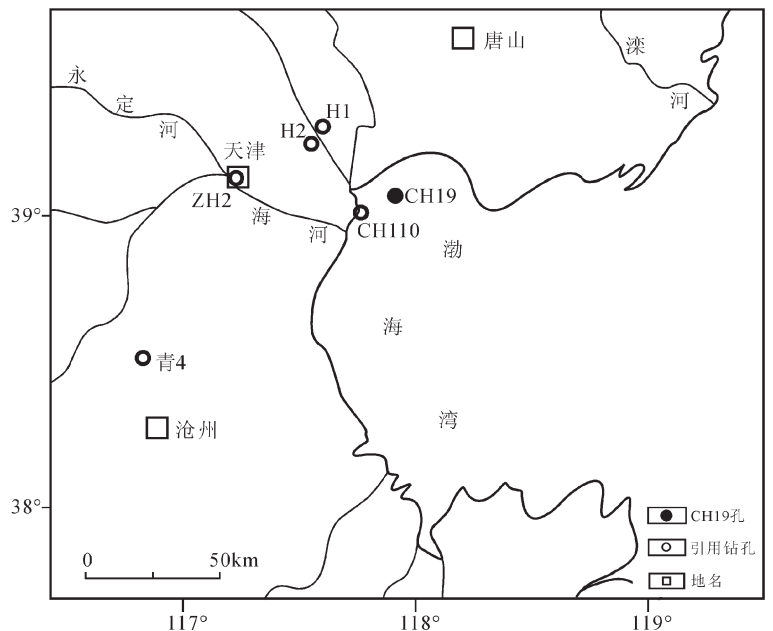 唐山
滦
河
永
定
河
H1
H2
天津
ZH2
海
河
CH19
CH110
39°
渤
海
湾
青4
沧州
38°
0 50km
CH19孔
引用钻孔
地名
117° 118° 119°